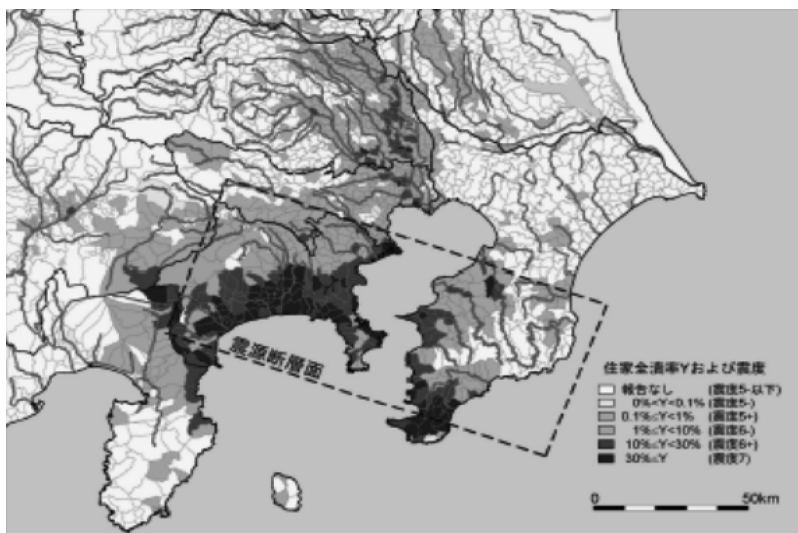 震源断層面
住家全潰率Yおよび震度
報告なし (震度5-以下)
0%<Y<0.1% (震度5-)
0.1%≤Y<1% (震度5+)
1%≤Y<10% (震度6-)
10%≤Y<30% (震度6+)
30%≤Y (震度7)
0 50km